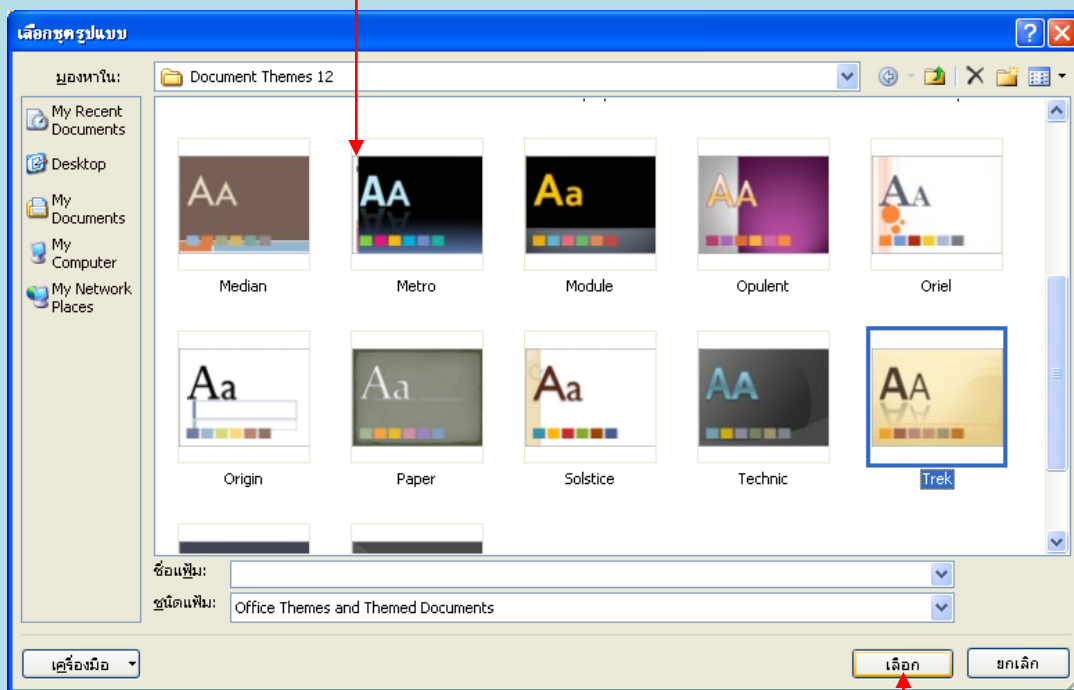 เลือกชุดรูปแบบ
มองหาใน:
Document Themes 12
My Recent
Documents
Desktop
My
Documents
My
Computer
My Network
Places
AA
AA
Aa
AA
AA
Median
Metro
Module
Opulent
Oriel
Aa
Aa
Aa
AA
AA
Origin
Paper
Solstice
Technic
Trek
ชื่อแฟ้ม:
ชนิดแฟ้ม:
Office Themes and Themed Documents
เครื่องมือ
เลือก
ยกเลิก